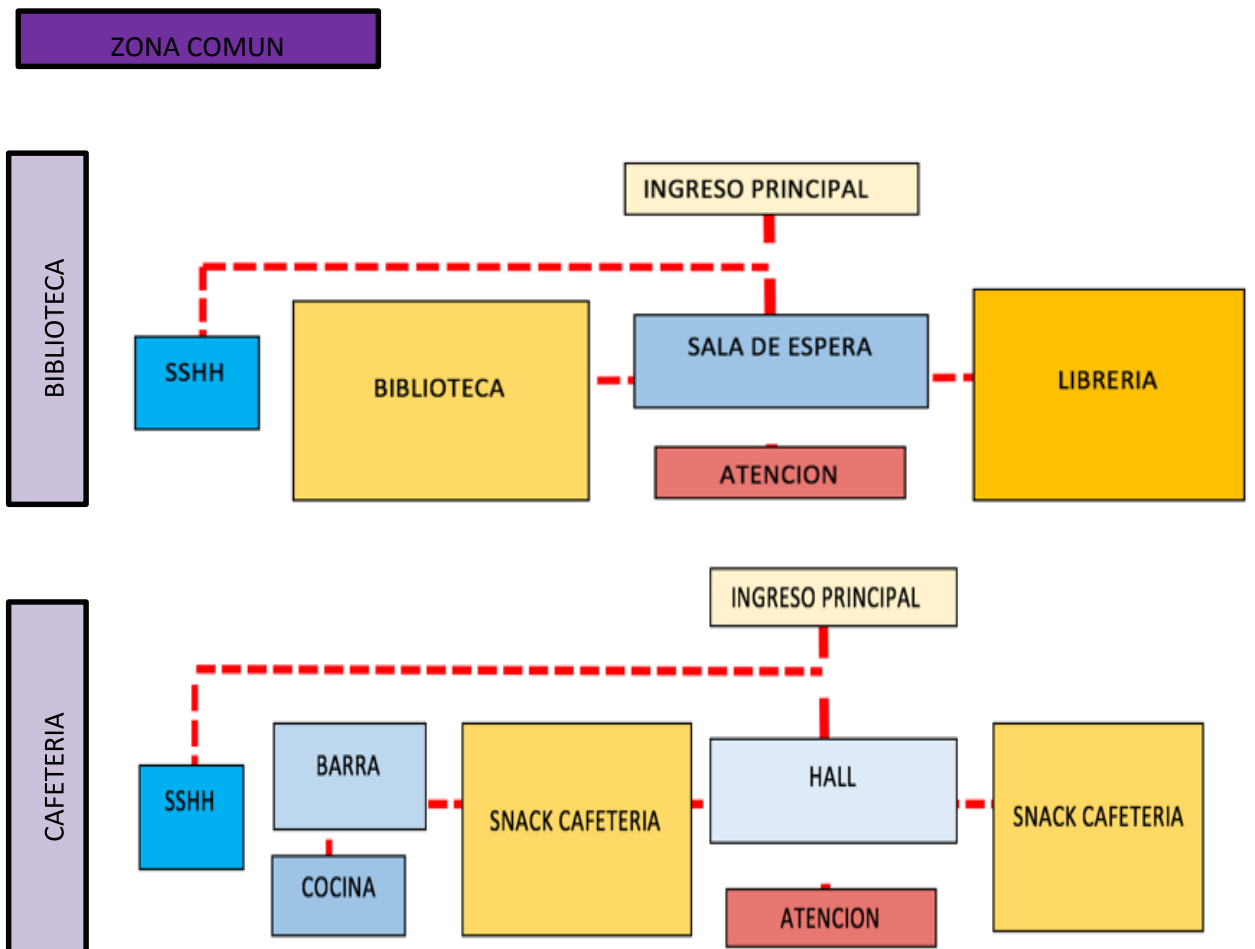 ZONA COMUN
BIBLIOTECA
INGRESO PRINCIPAL
SSHH
BIBLIOTECA
SALA DE ESPERA
LIBRERIA
ATENCION
CAFETERIA
INGRESO PRINCIPAL
SSHH
BARRA
COCINA
SNACK CAFETERIA
HALL
SNACK CAFETERIA
ATENCION